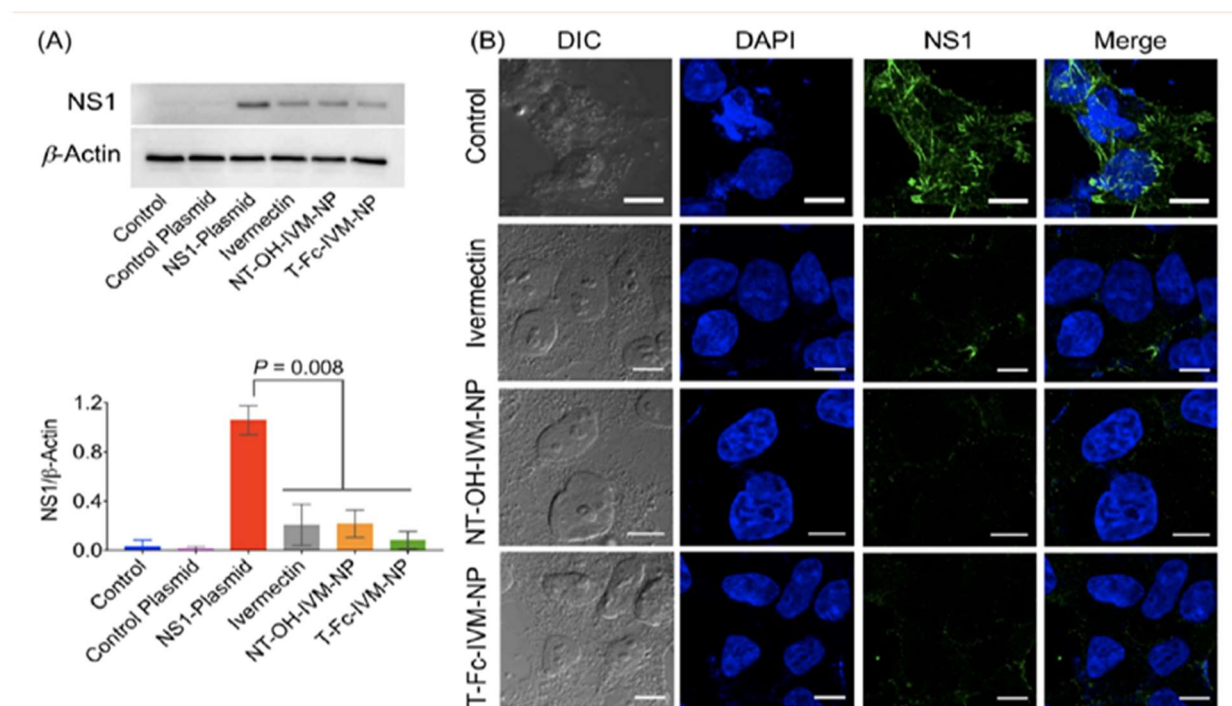 (A)
NS1
β-Actin
Control
Control Plasmid
NS1-Plasmid
Ivermectin
NT-OH-IVM-NP
T-Fc-IVM-NP
P = 0.008
NS1/β-Actin
1.2
0.8
0.4
0.0
Control
Control Plasmid
NS1-Plasmid
Ivermectin
NT-OH-IVM-NP
T-Fc-IVM-NP
(B)
DIC
DAPI
NS1
Merge
Control
Ivermectin
NT-OH-IVM-NP
T-Fc-IVM-NP